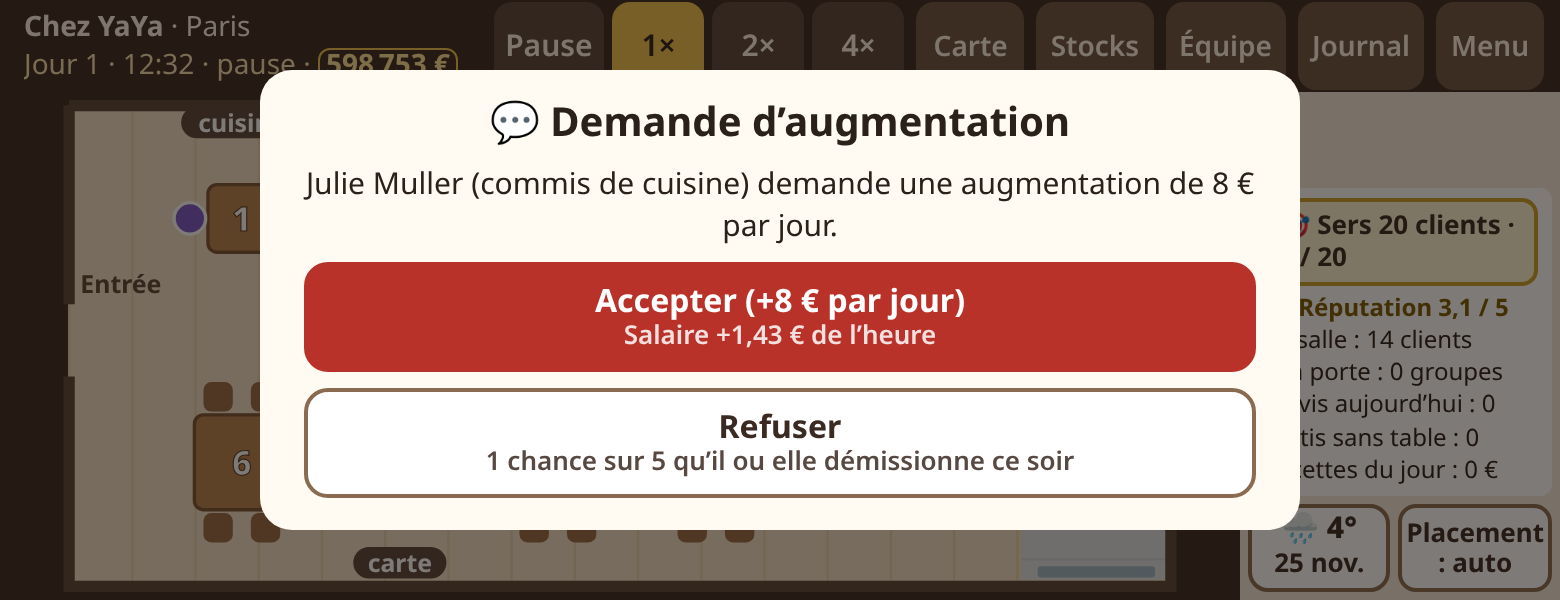 Chez YaYa · Paris
Jour 1 · 12:32 · pause · 598 753 €
Pause
1×
2×
4×
Carte
Stocks
Équipe
Journal
Menu
💬 Demande d’augmentation
Julie Muller (commis de cuisine) demande une augmentation de 8 €
par jour.
Accepter (+8 € par jour)
Salaire +1,43 € de l’heure
Refuser
1 chance sur 5 qu’il ou elle démissionne ce soir
1
Entrée
6
carte
Sers 20 clients ·
/ 20
Réputation 3,1 / 5
salle : 14 clients
porte : 0 groupes
aujourd’hui : 0
sans table : 0
du jour : 0 €
🌧️ 4°
25 nov.
Placement
: auto